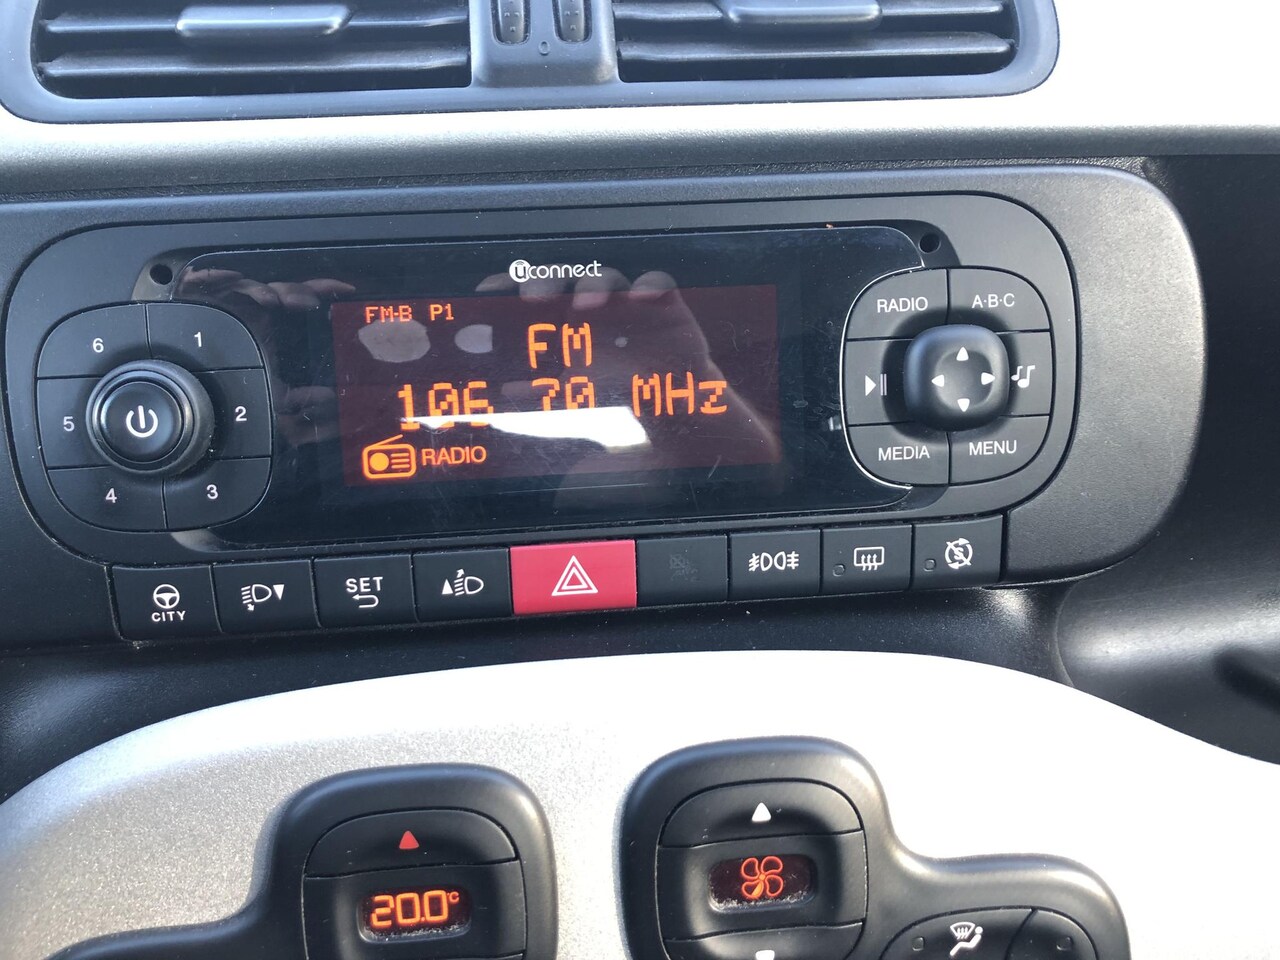 uconnect
FM-B P1
FM
106.70 MHz
RADIO
6
1
5
2
4
3
RADIO
A·B·C
MEDIA
MENU
CITY
SET
0
20.0°C